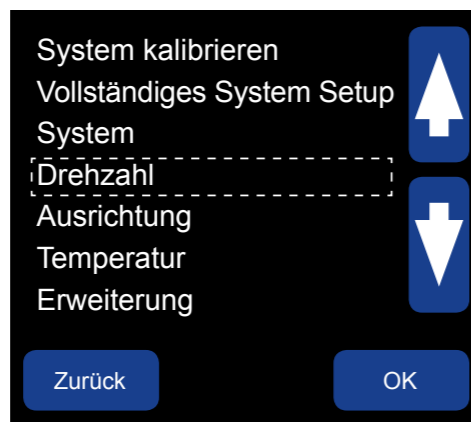 System kalibrieren
Vollständiges System Setup
System
Drehzahl
Ausrichtung
Temperatur
Erweiterung
Zurück
OK